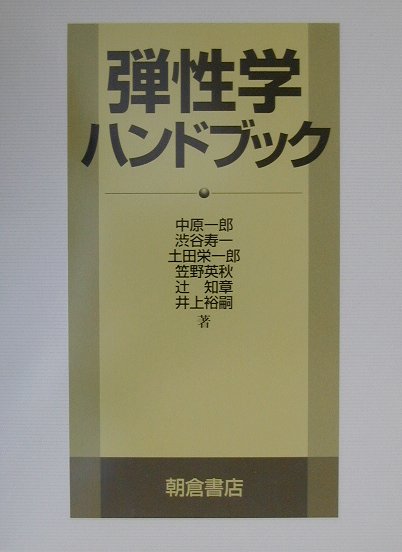 弾性学
ハンドブック
中原一郎
渋谷寿一
土田栄一郎
笠野英秋
辻 知章
井上裕嗣
著
朝倉書店